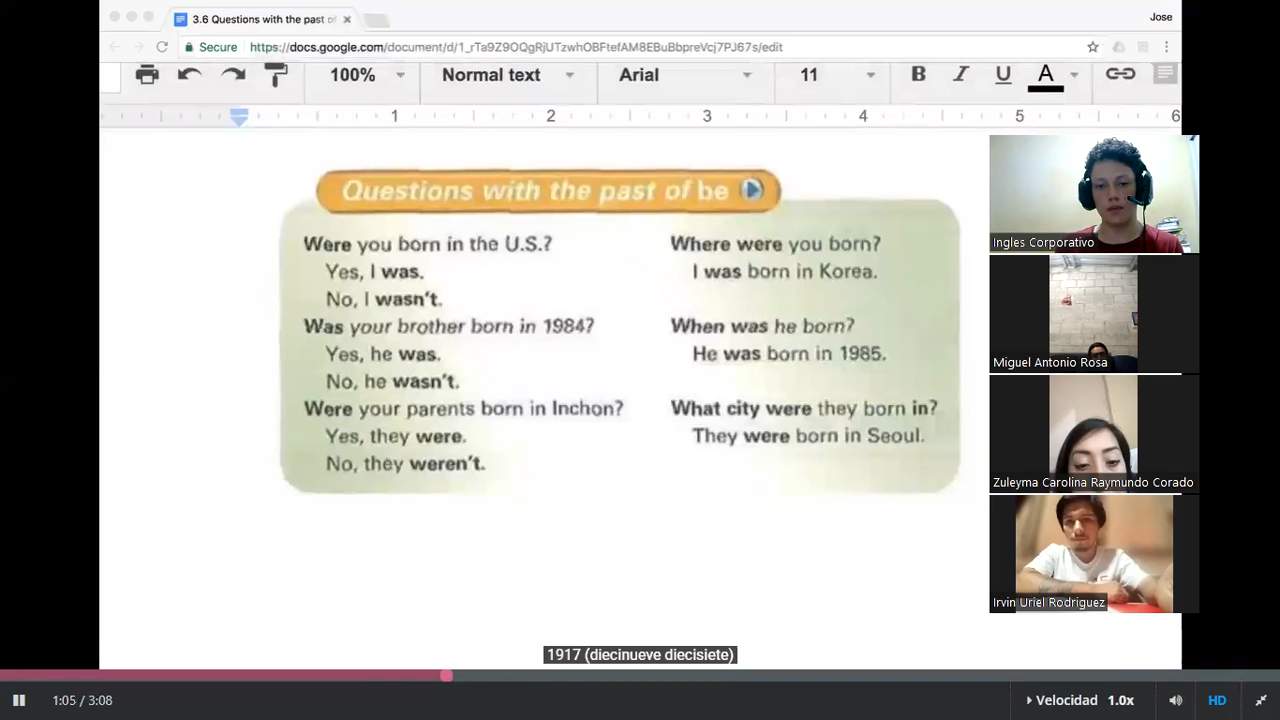 3.6 Questions with the past of
Jose
Secure
https://docs.google.com/document/d/1_rTa9Z9OQgRjUTzwhOBFtefAM8EBuBbpreVcj7PJ67s/edit
100%
Normal text
Arial
11
B I U A
1 2 3 4 5 6
Questions with the past of be
Were you born in the U.S.?
Yes, I was.
No, I wasn't.
Was your brother born in 1984?
Yes, he was.
No, he wasn't.
Were your parents born in Inchon?
Yes, they were.
No, they weren't.
Where were you born?
I was born in Korea.
When was he born?
He was born in 1985.
What city were they born in?
They were born in Seoul.
Ingles Corporativo
Miguel Antonio Rosa
Zuleyma Carolina Raymundo Corado
Irvin Uriel Rodriguez
1917 (diecinueve diecisiete)
1:05 / 3:08
Velocidad 1.0x
HD